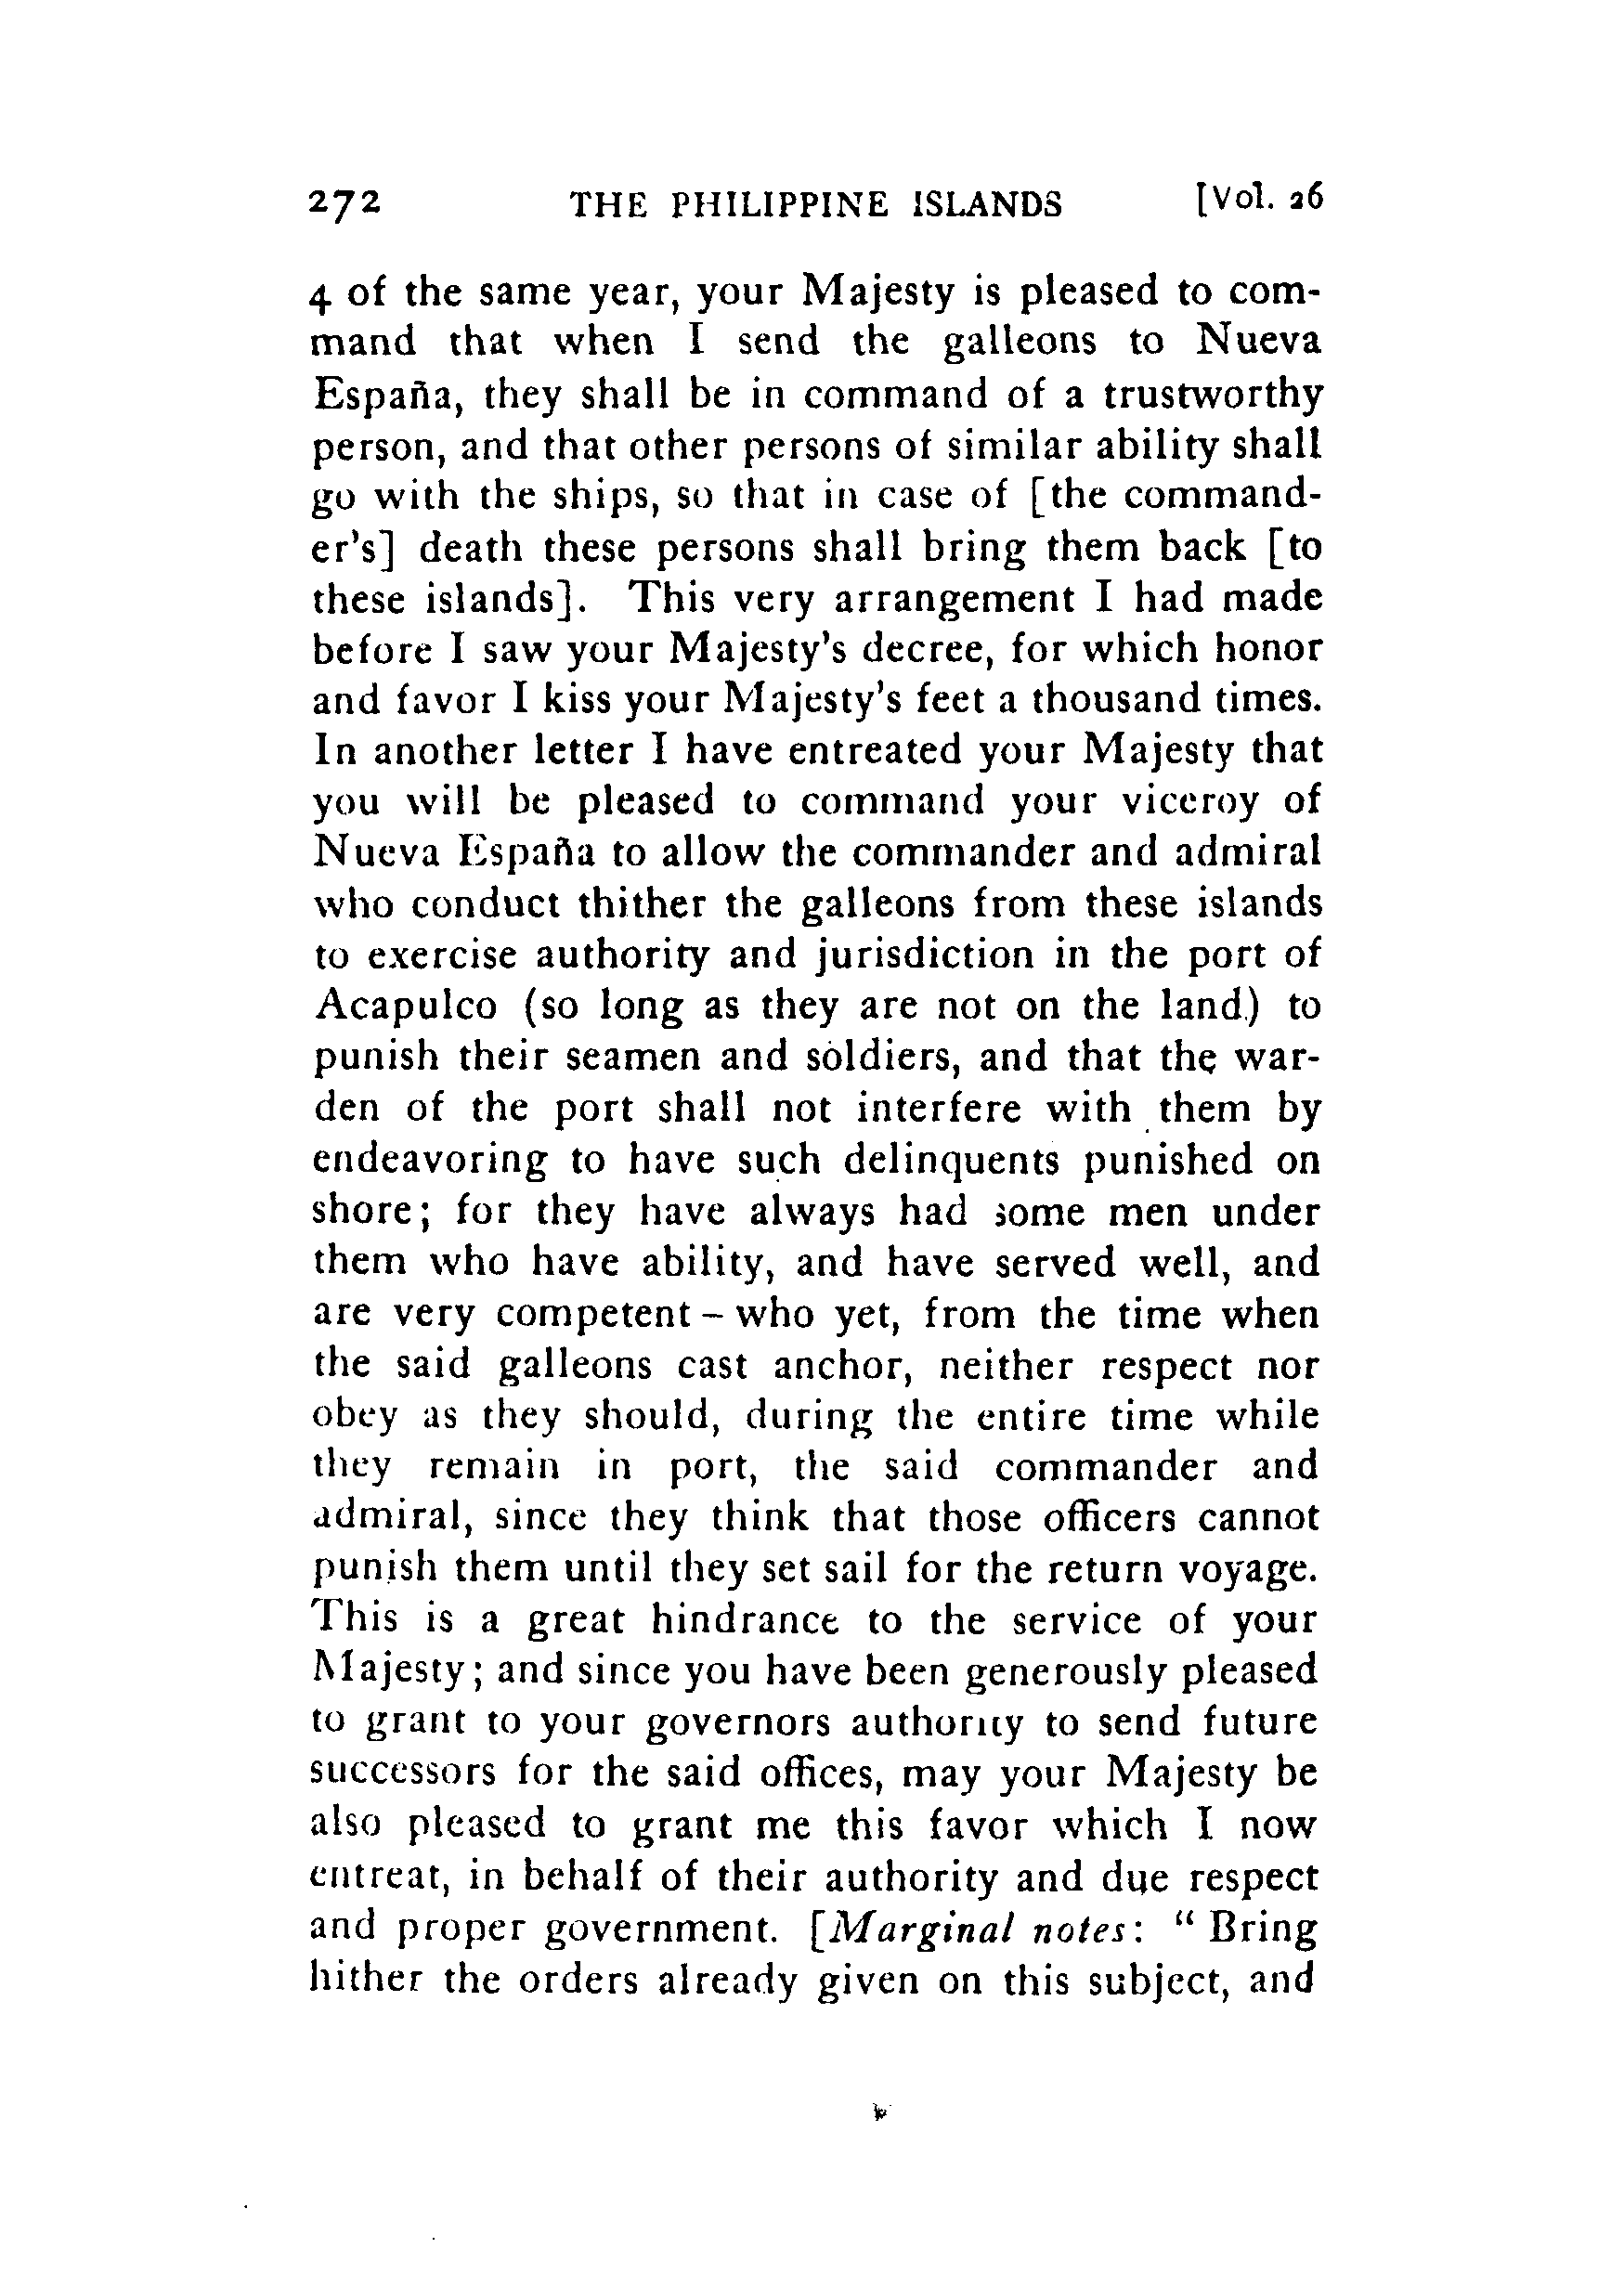 272 THE PHILIPPINE ISLANDS [Vol. 26
4 of the same year, your Majesty is pleased to com-
mand that when I send the galleons to Nueva
España, they shall be in command of a trustworthy
person, and that other persons of similar ability shall
go with the ships, so that in case of [the command-
er's] death these persons shall bring them back [to
these islands]. This very arrangement I had made
before I saw your Majesty's decree, for which honor
and favor I kiss your Majesty's feet a thousand times.
In another letter I have entreated your Majesty that
you will be pleased to command your viceroy of
Nueva España to allow the commander and admiral
who conduct thither the galleons from these islands
to exercise authority and jurisdiction in the port of
Acapulco (so long as they are not on the land) to
punish their seamen and soldiers, and that the war-
den of the port shall not interfere with them by
endeavoring to have such delinquents punished on
shore; for they have always had some men under
them who have ability, and have served well, and
are very competent – who yet, from the time when
the said galleons cast anchor, neither respect nor
obey as they should, during the entire time while
they remain in port, the said commander and
admiral, since they think that those officers cannot
punish them until they set sail for the return voyage.
This is a great hindrance to the service of your
Majesty; and since you have been generously pleased
to grant to your governors authority to send future
successors for the said offices, may your Majesty be
also pleased to grant me this favor which I now
entreat, in behalf of their authority and due respect
and proper government. [Marginal notes: " Bring
hither the orders already given on this subject, and